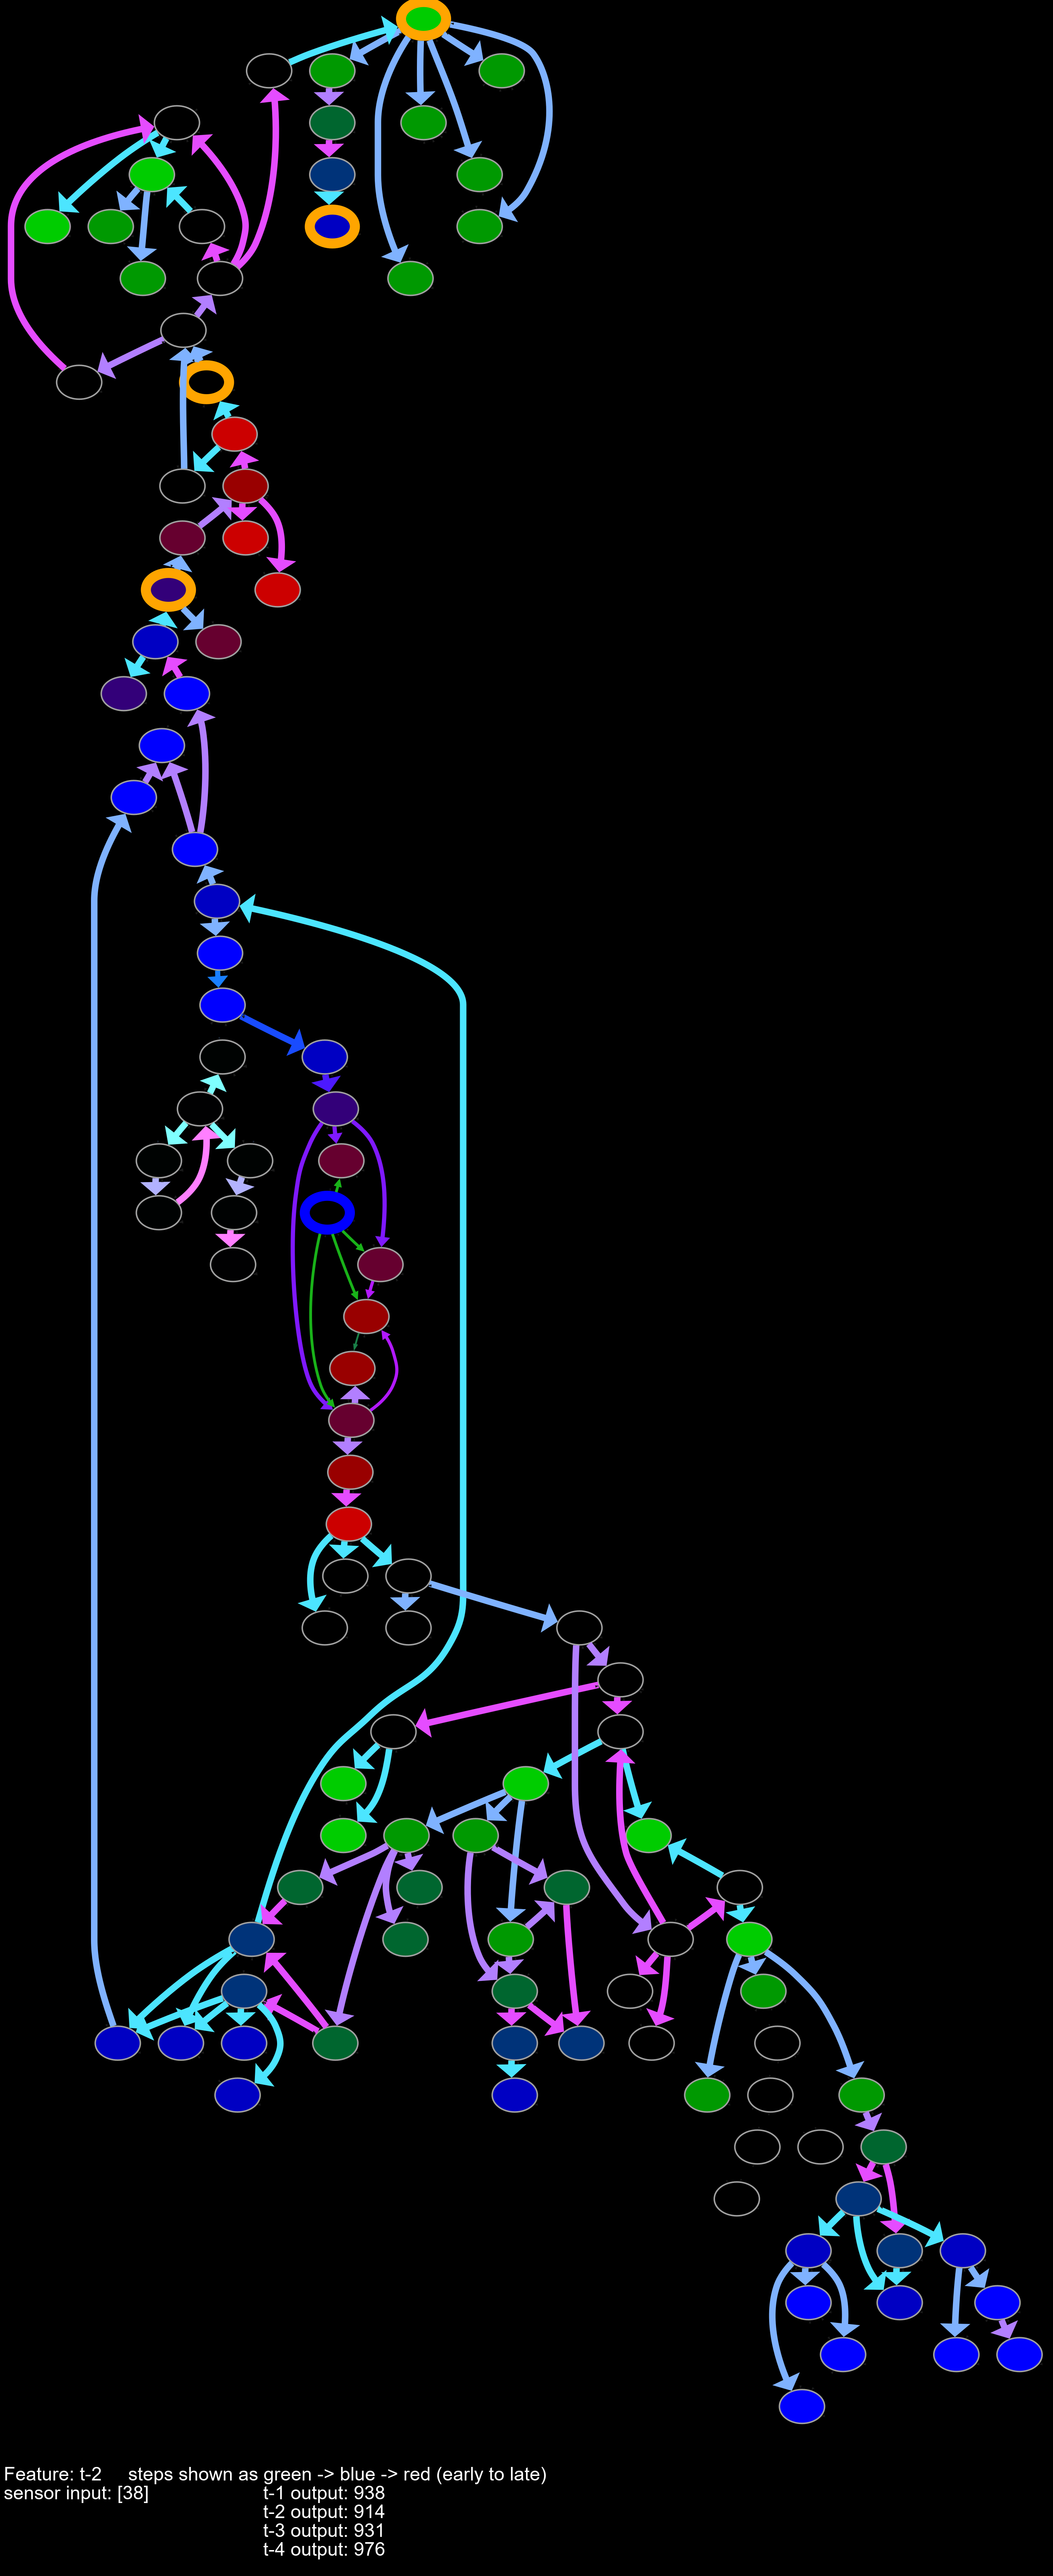 Feature: t-2     steps shown as green -> blue -> red (early to late)
sensor input: [38]     t-1 output: 938
t-2 output: 914
t-3 output: 931
t-4 output: 976